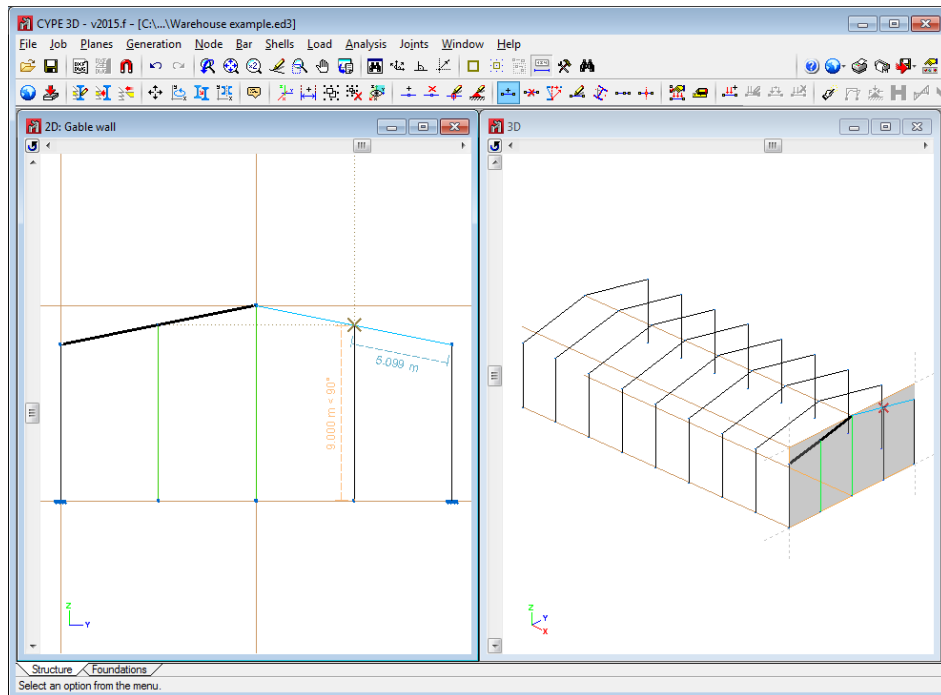 CYPE 3D - v2015.f - [C:\...\Warehouse example.ed3]
File Job Planes Generation Node Bar Shells Load Analysis Joints Window Help
2D: Gable wall
5.099 m
9.000 m < 90°
Z
Y
3D
Z
Y
X
Structure Foundations
Select an option from the menu.